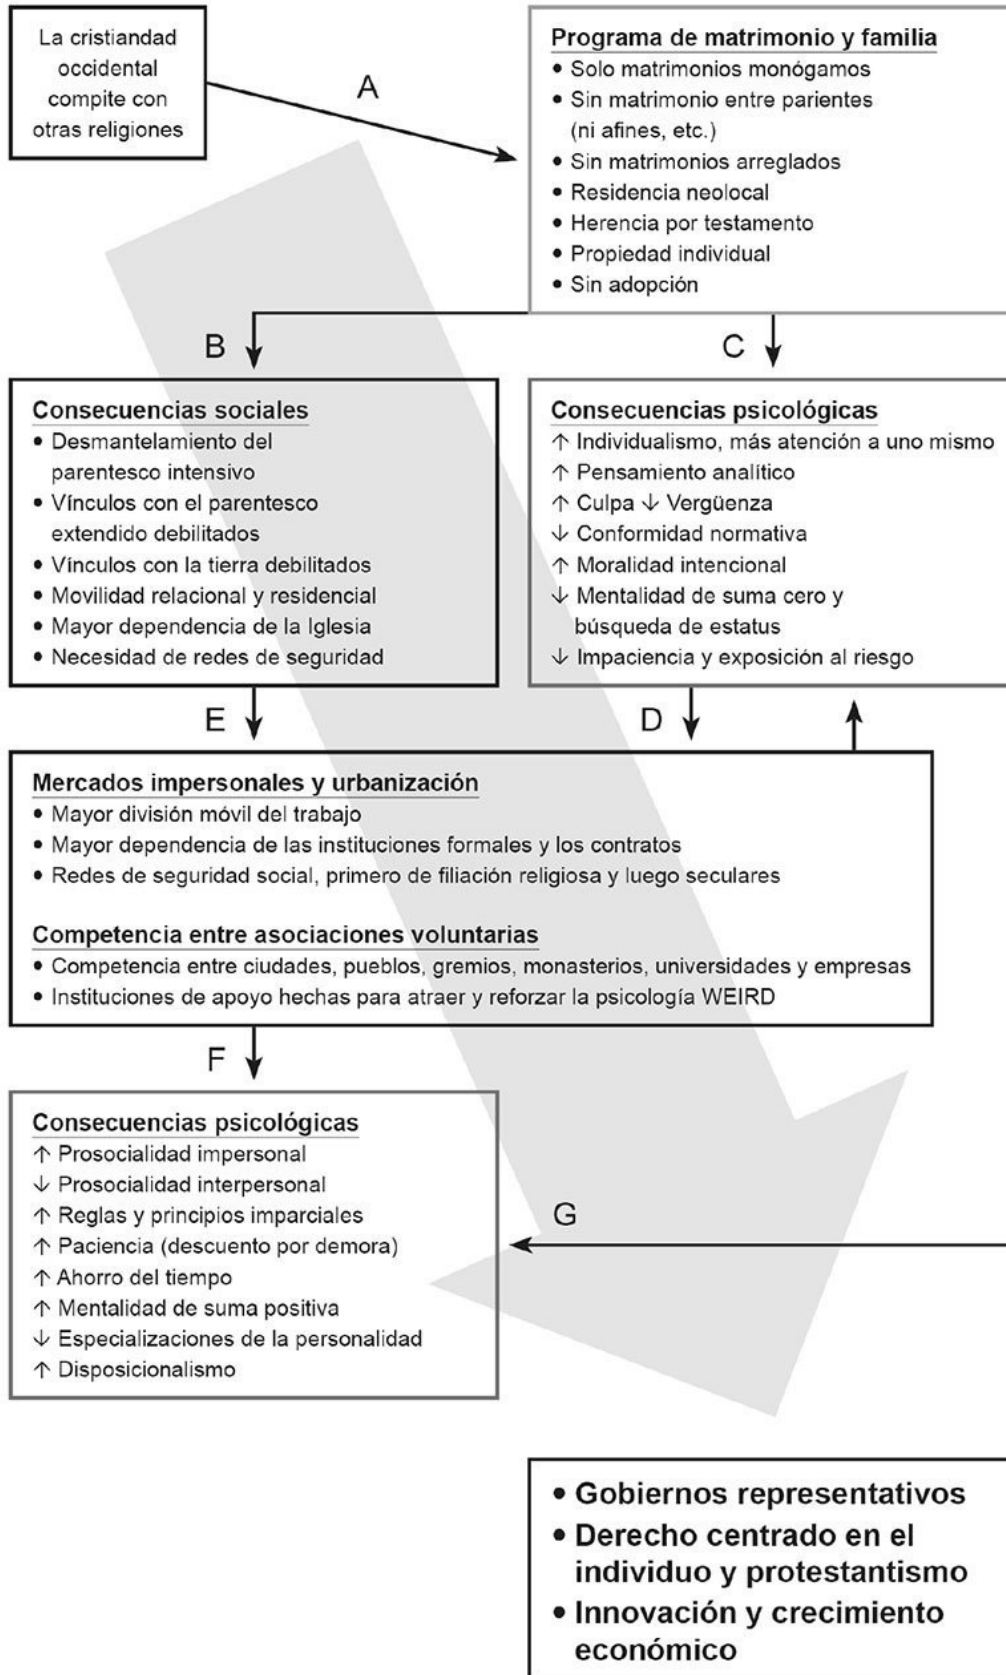 La cristiandad
occidental
compite con
otras religiones
A
Programa de matrimonio y familia
• Solo matrimonios monógamos
• Sin matrimonio entre parientes
(ni afines, etc.)
• Sin matrimonios arreglados
• Residencia neolocal
• Herencia por testamento
• Propiedad individual
• Sin adopción
B
C
Consecuencias sociales
• Desmantelamiento del
parentesco intensivo
• Vínculos con el parentesco
extendido debilitados
• Vínculos con la tierra debilitados
• Movilidad relacional y residencial
• Mayor dependencia de la Iglesia
• Necesidad de redes de seguridad
Consecuencias psicológicas
↑ Individualismo, más atención a uno mismo
↑ Pensamiento analítico
↑ Culpa ↓ Vergüenza
↓ Conformidad normativa
↑ Moralidad intencional
↓ Mentalidad de suma cero y
búsqueda de estatus
↓ Impaciencia y exposición al riesgo
E
D
Mercados impersonales y urbanización
• Mayor división móvil del trabajo
• Mayor dependencia de las instituciones formales y los contratos
• Redes de seguridad social, primero de filiación religiosa y luego seculares
Competencia entre asociaciones voluntarias
• Competencia entre ciudades, pueblos, gremios, monasterios, universidades y empresas
• Instituciones de apoyo hechas para atraer y reforzar la psicología WEIRD
F
Consecuencias psicológicas
↑ Prosocialidad impersonal
↓ Prosocialidad interpersonal
↑ Reglas y principios imparciales
↑ Paciencia (descuento por demora)
↑ Ahorro del tiempo
↑ Mentalidad de suma positiva
↓ Especializaciones de la personalidad
↑ Disposicionalismo
G
• Gobiernos representativos
• Derecho centrado en el
individuo y protestantismo
• Innovación y crecimiento
económico